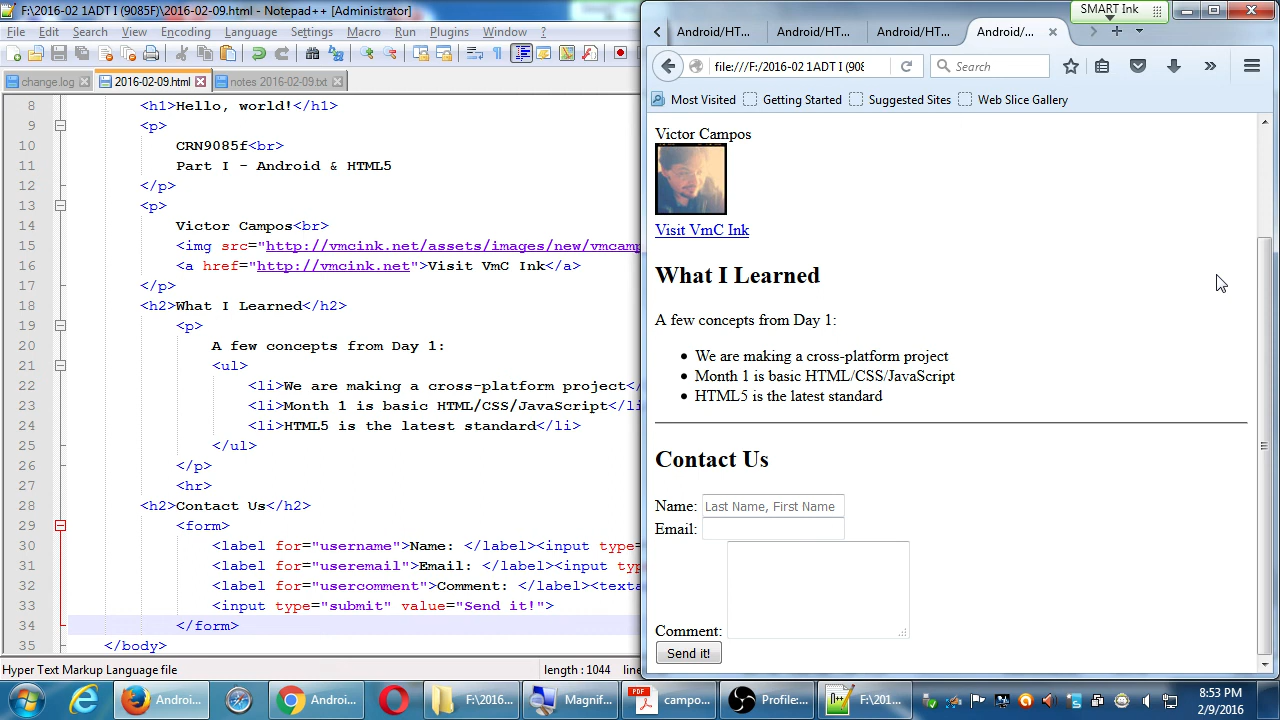 F:\2016-02 1ADT I (9085F)\2016-02-09.html - Notepad++ [Administrator]
File Edit Search View Encoding Language Settings Macro Run Plugins Window ?
change.log
2016-02-09.html
notes 2016-02-09.txt
8 <h1>Hello, world!</h1>
9 <p>
10 CRN9085f<br>
11 Part I - Android & HTML5
12 </p>
13 <p>
14 Victor Campos<br>
15 <img src="http://vmcink.net/assets/images/new/vmcamp
16 <a href="http://vmcink.net">Visit VmC Ink</a>
17 </p>
18 <h2>What I Learned</h2>
19 <p>
20 A few concepts from Day 1:
21 <ul>
22 <li>We are making a cross-platform project</
23 <li>Month 1 is basic HTML/CSS/JavaScript</li
24 <li>HTML5 is the latest standard</li>
25 </ul>
26 </p>
27 <hr>
28 <h2>Contact Us</h2>
29 <form>
30 <label for="username">Name: </label><input type=
31 <label for="useremail">Email: </label><input typ
32 <label for="usercomment">Comment: </label><texta
33 <input type="submit" value="Send it!">
34 </form>
35 </body>
Hyper Text Markup Language file
length : 1044
line
SMART Ink
Android/HT...
Android/HT...
Android/HT...
Android/...
file:///F:/2016-02 1ADT I (908
Search
Most Visited
Getting Started
Suggested Sites
Web Slice Gallery
Victor Campos
Visit VmC Ink
What I Learned
A few concepts from Day 1:
• We are making a cross-platform project
• Month 1 is basic HTML/CSS/JavaScript
• HTML5 is the latest standard
Contact Us
Name: Last Name, First Name
Email:
Comment:
Send it!
Androi...
Androi...
F:\2016...
Magnif...
campo...
Profile:...
F:\201...
8:53 PM
2/9/2016